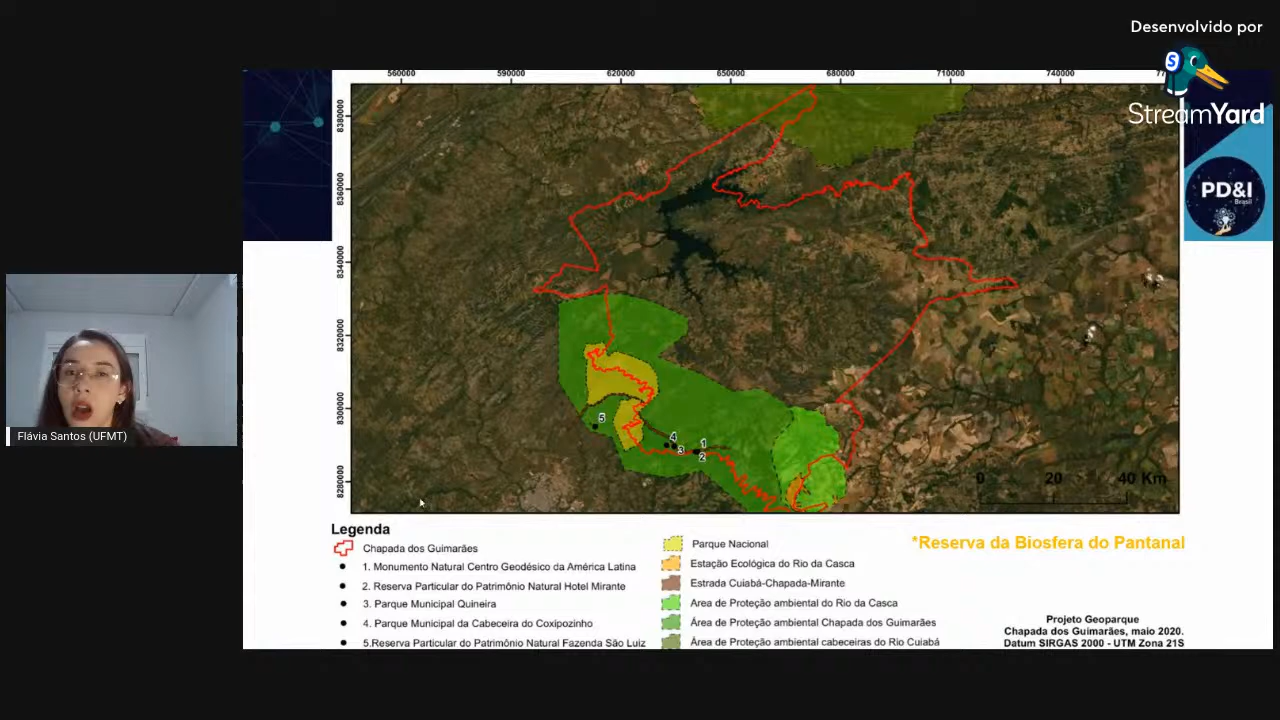 Desenvolvido por
StreamYard
560000 590000 620000 650000 680000 710000 740000
8380000
8360000
8340000
8320000
8300000
8280000
PD&I
Brasil
5
4
1
3
2
0 20 40 Km
Flávia Santos (UFMT)
Legenda
Chapada dos Guimarães
1. Monumento Natural Centro Geodésico da América Latina
2. Reserva Particular do Patrimônio Natural Hotel Mirante
3. Parque Municipal Quineira
4. Parque Municipal da Cabeceira do Coxipozinho
5.Reserva Particular do Patrimônio Natural Fazenda São Luiz
Parque Nacional
Estação Ecológica do Rio da Casca
Estrada Cuiabá-Chapada-Mirante
Area de Proteção ambiental do Rio da Casca
Área de Proteção ambiental Chapada dos Guimarães
Área de Proteção ambiental cabeceiras do Rio Cuiabá
*Reserva da Biosfera do Pantanal
Projeto Geoparque
Chapada dos Guimarães, maio 2020.
Datum SIRGAS 2000 - UTM Zona 21S